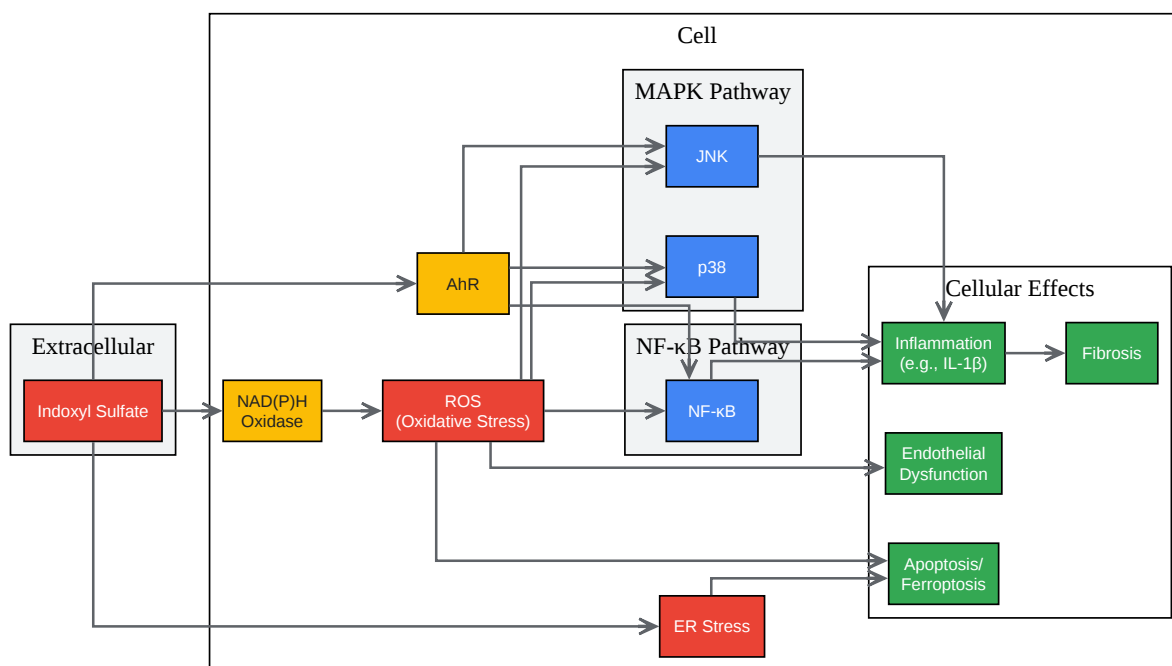 Cell
MAPK Pathway
JNK
p38
AhR
Cellular Effects
Extracellular
NF-κB Pathway
Inflammation
(e.g., IL-1β)
Fibrosis
Indoxyl Sulfate
NAD(P)H
Oxidase
ROS
(Oxidative Stress)
NF-κB
Endothelial
Dysfunction
Apoptosis/
Ferroptosis
ER Stress